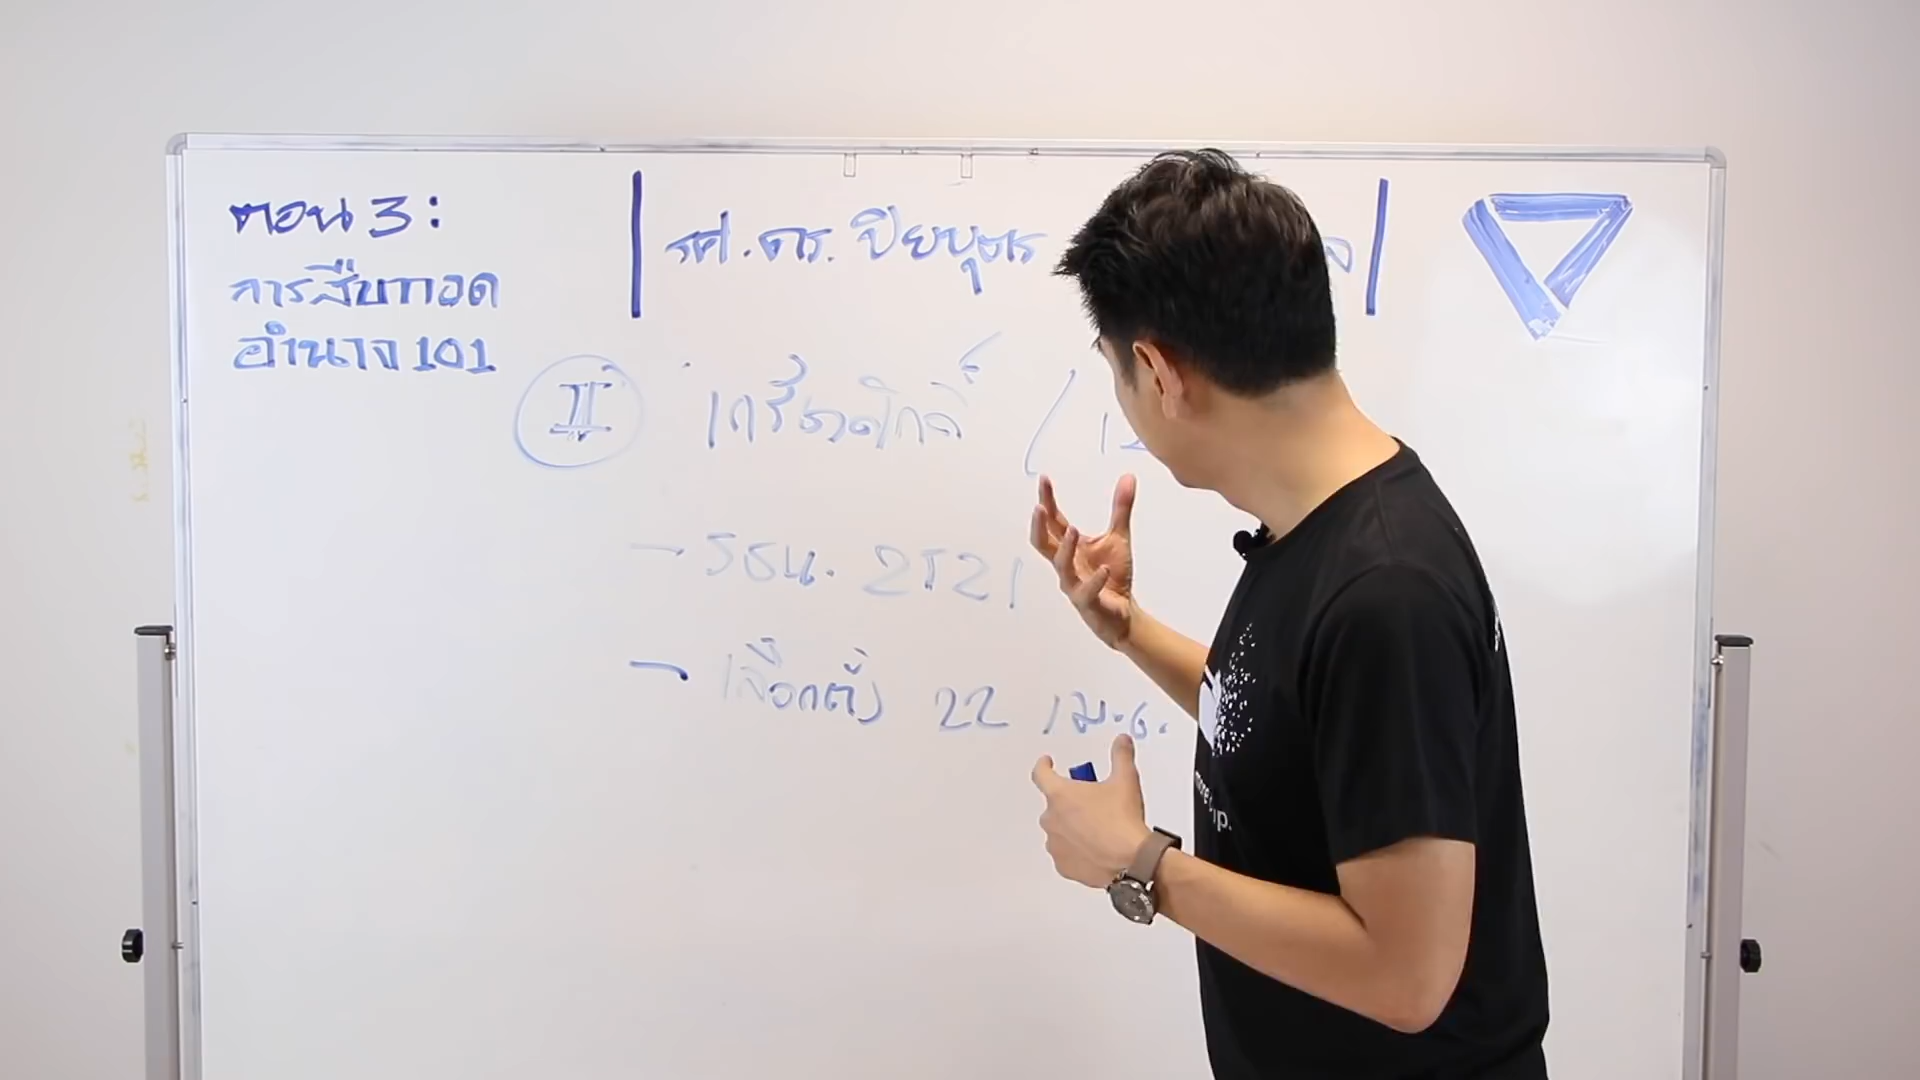 ตอน 3:
การสืบทอด
อำนาจ 101
รศ.ดร. ปิยบุตร
II เกรียงศักดิ์ ( 12
- รธน. 2521
- เลือกตั้ง 22 เม.ย.